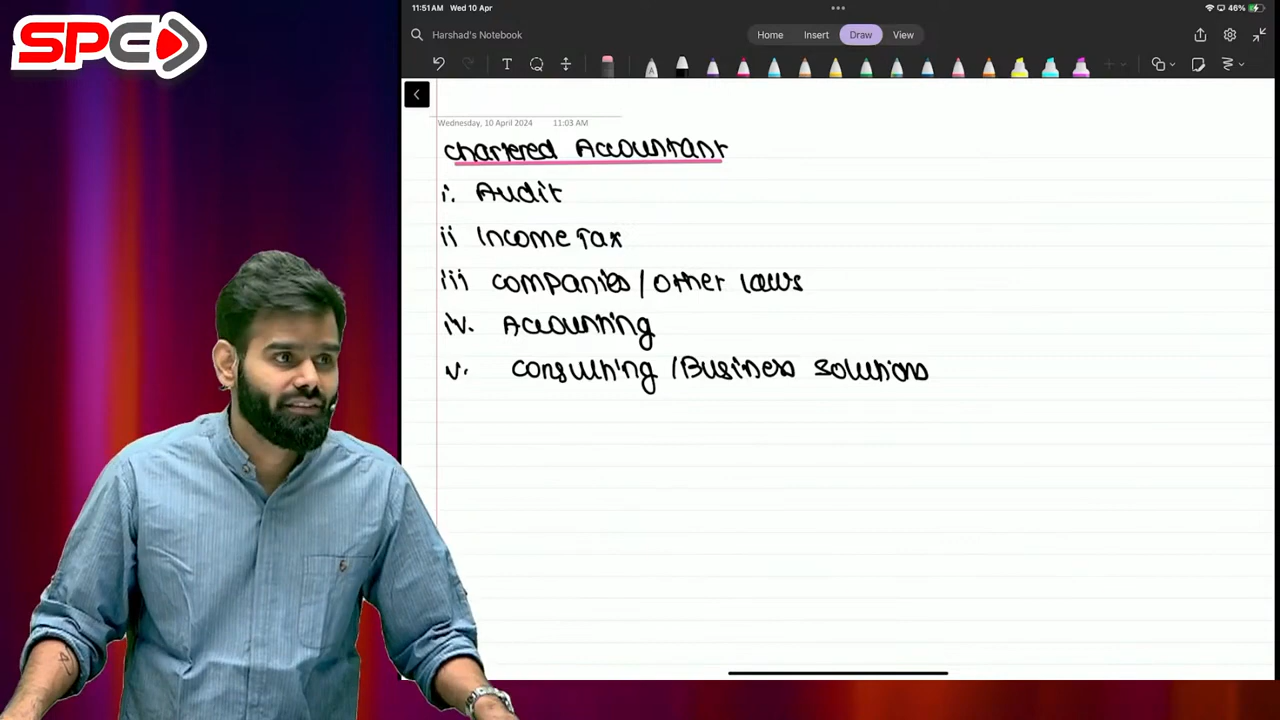 SPC
11:51 AM Wed 10 Apr
46%
Harshad's Notebook
Home Insert Draw View
Wednesday, 10 April 2024 11:03 AM
chartered Accountant
i. Audit
ii Income Tax
iii companies / other laws
iv. Accounting
v. consulting / Business solutions